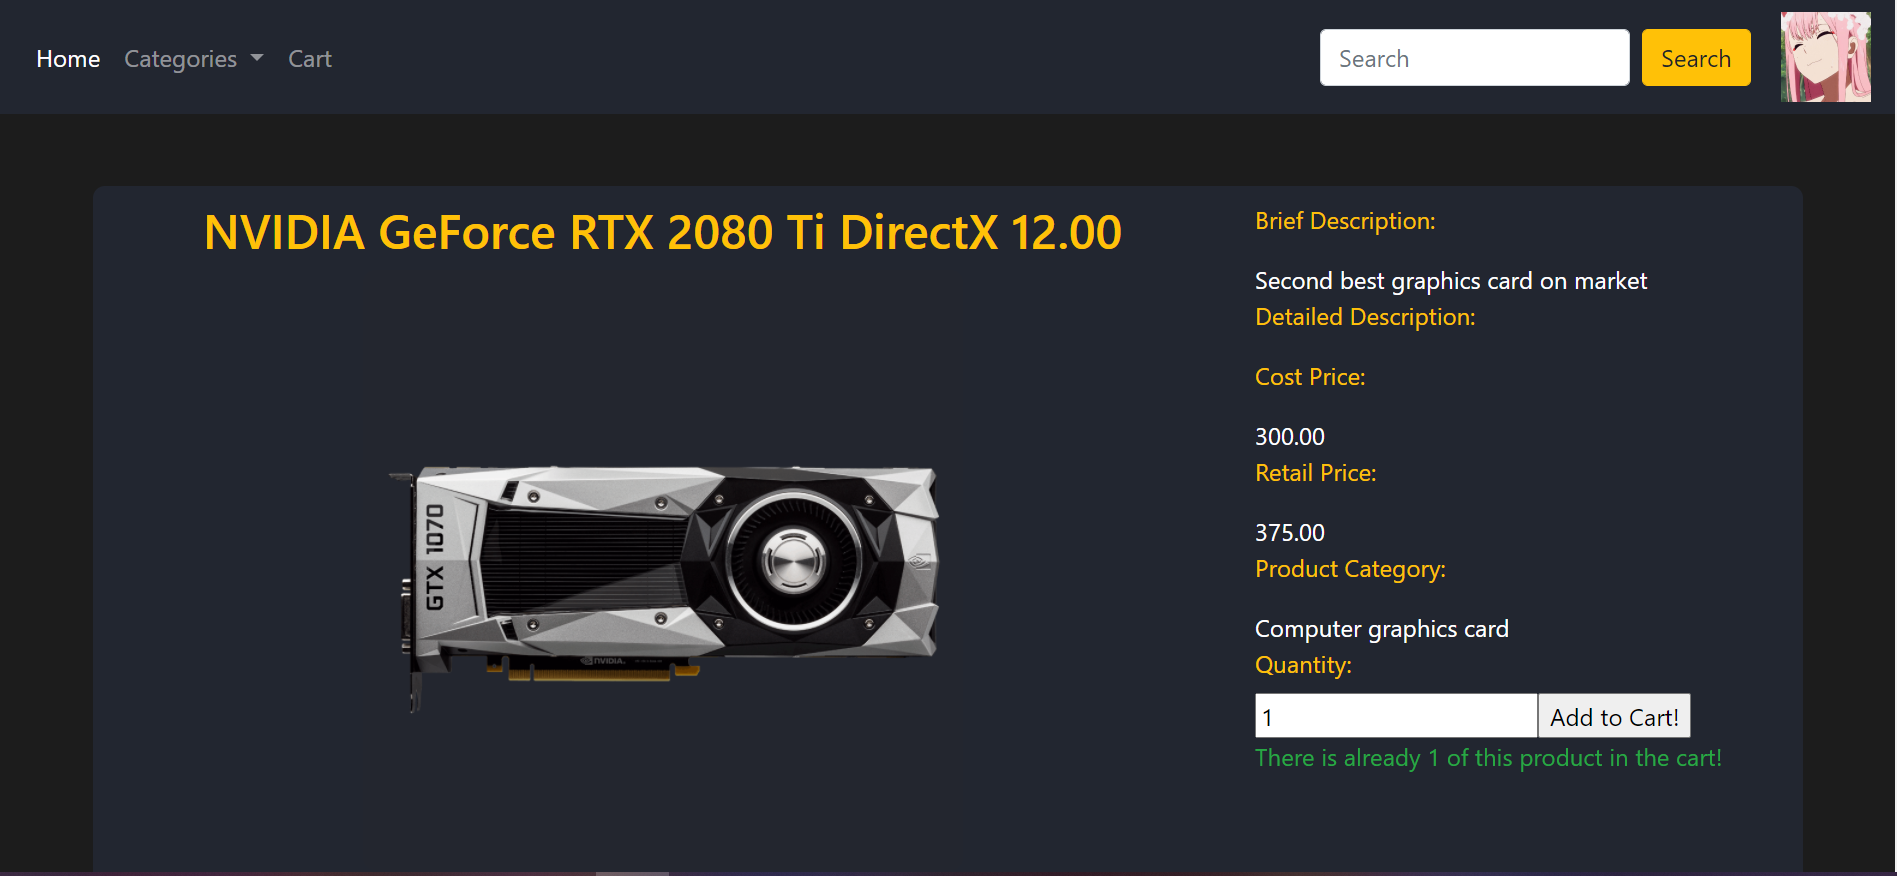 Home Categories Cart
Search Search
NVIDIA GeForce RTX 2080 Ti DirectX 12.00
GTX 1070
NVIDIA.
Brief Description:
Second best graphics card on market
Detailed Description:
Cost Price:
300.00
Retail Price:
375.00
Product Category:
Computer graphics card
Quantity:
1 Add to Cart!
There is already 1 of this product in the cart!